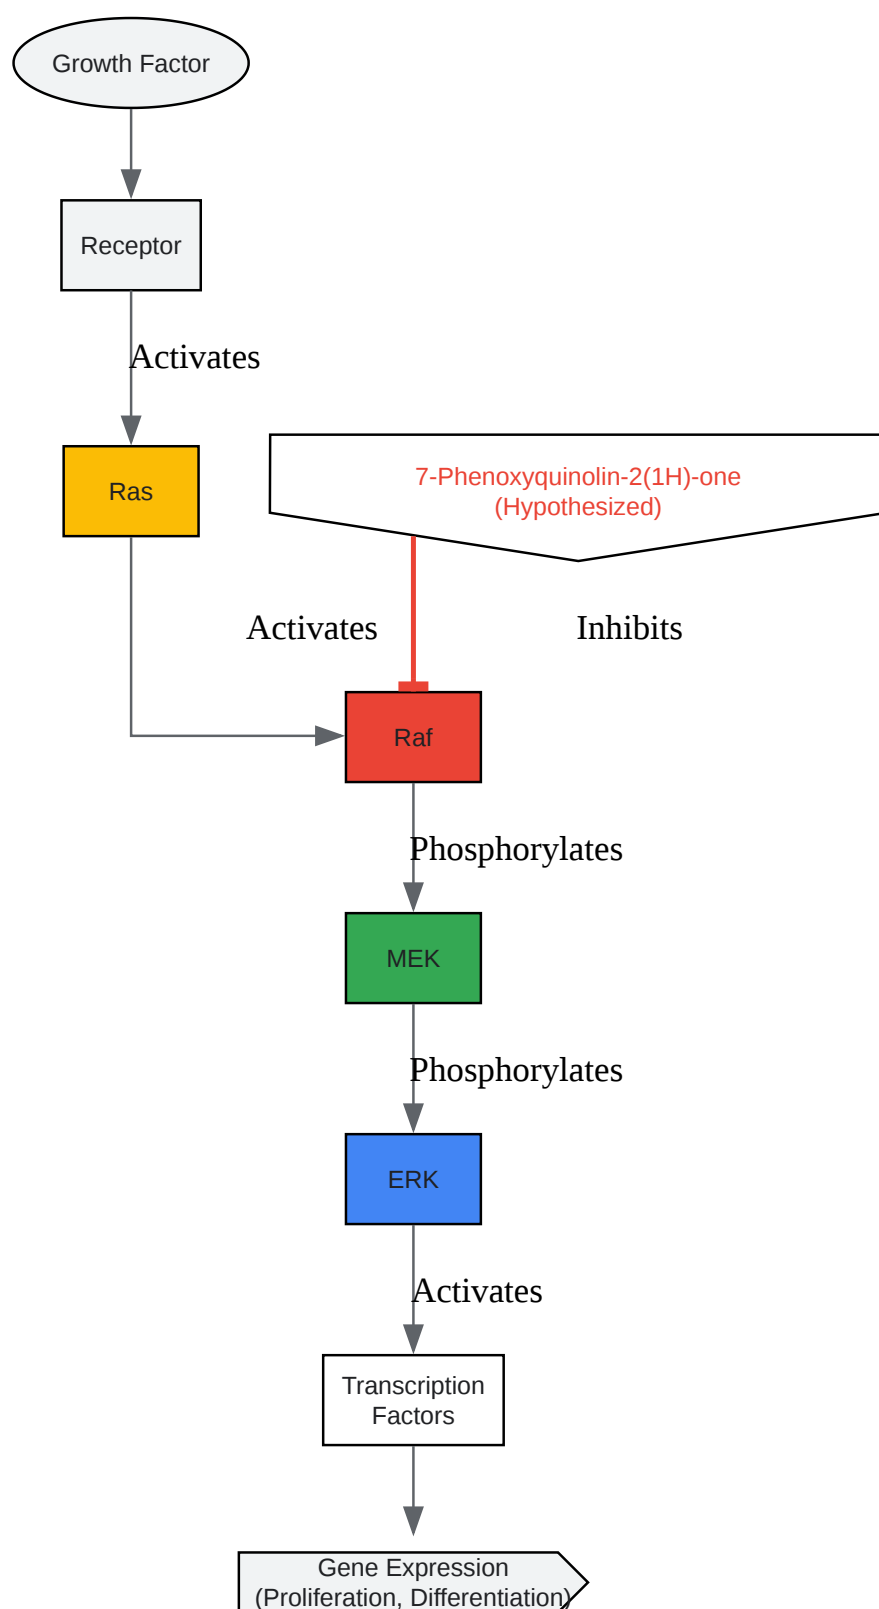 Growth Factor
Receptor
Activates
Ras
7-Phenoxyquinolin-2(1H)-one
(Hypothesized)
Activates
Inhibits
Raf
Phosphorylates
MEK
Phosphorylates
ERK
Activates
Transcription
Factors
Gene Expression
(Proliferation, Differentiation)